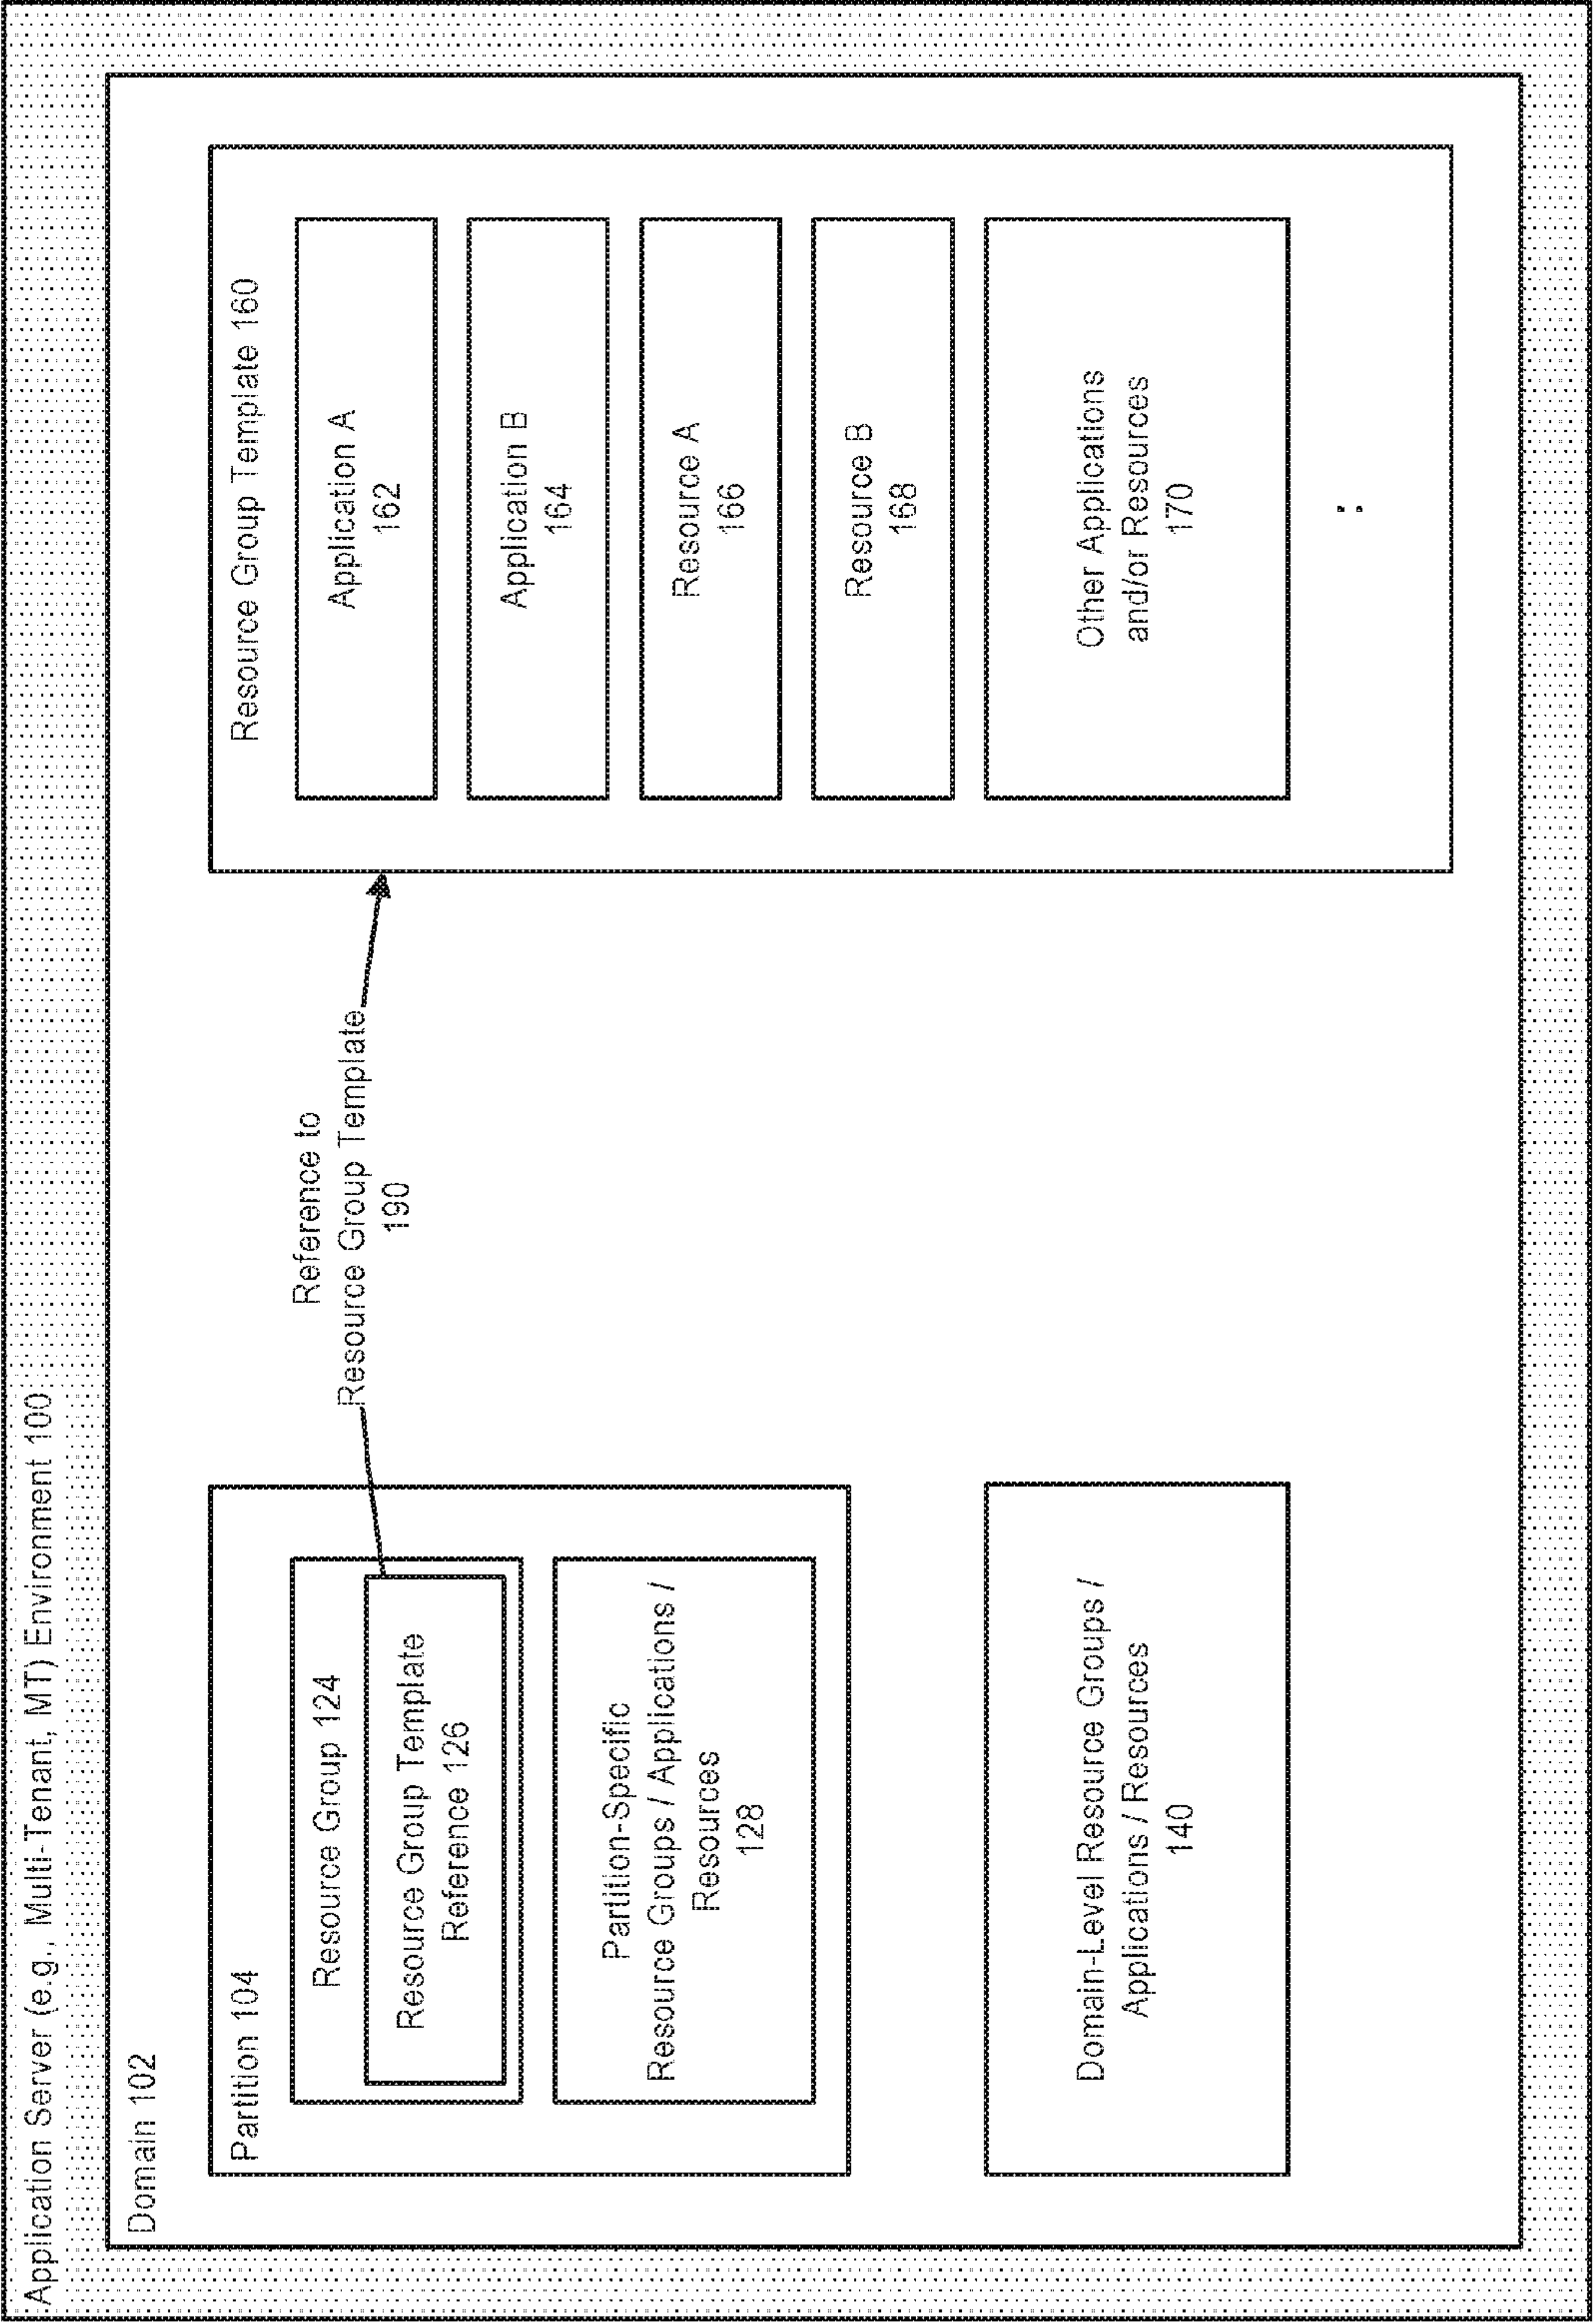 Application Server (e.g., Multi-Tenant, MT) Environment 100
Domain 102
Partition 104
Resource Group 124
Resource Group Template
Reference 126
Partition-Specific
Resource Groups / Applications /
Resources
128
Domain-Level Resource Groups /
Applications / Resources
140
Reference to
Resource Group Template
190
Resource Group Template 160
Application A
162
Application B
164
Resource A
166
Resource B
168
Other Applications
and/or Resources
170